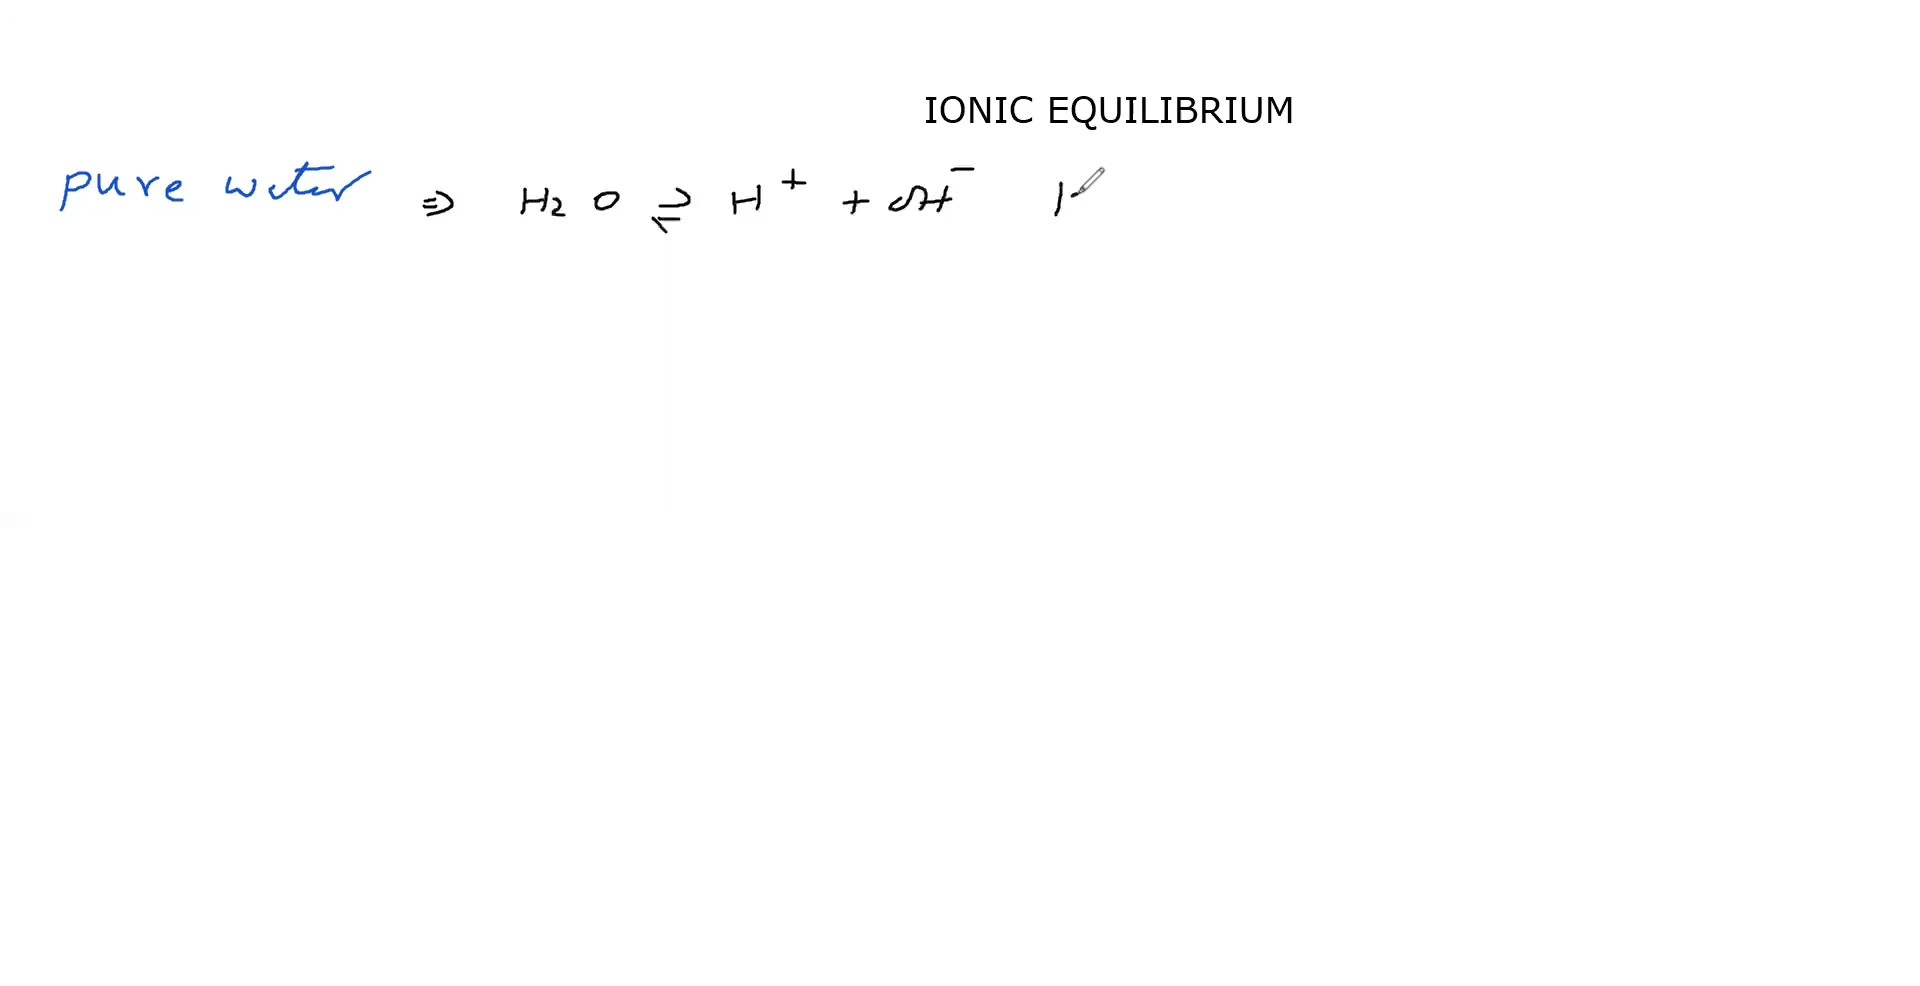 IONIC EQUILIBRIUM
pure water ⇒ H₂O ⇌ H⁺ + OH⁻